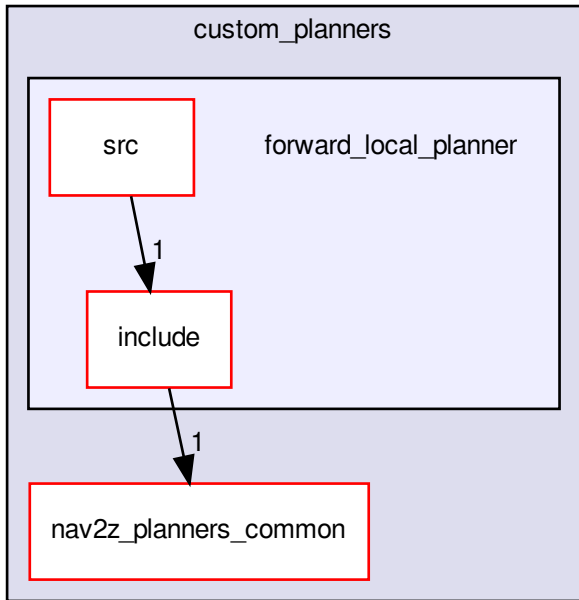 custom_planners
src
forward_local_planner
1
include
1
nav2z_planners_common